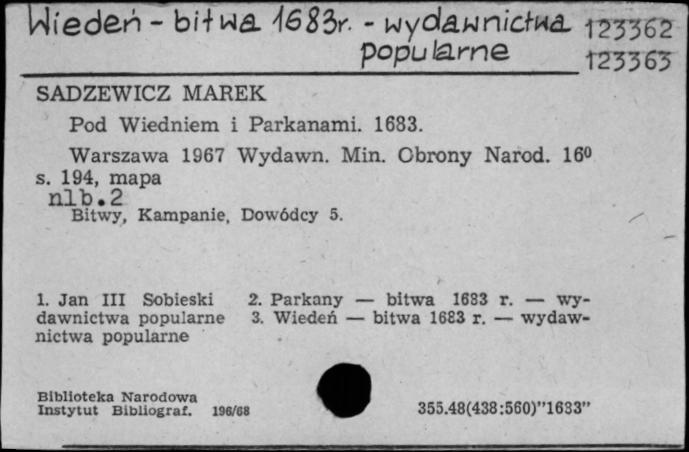 Wiedeń - bitwa 1683r. - wydawnictwa 123362
popularne 123363
SADZEWICZ MAREK
Pod Wiedniem i Parkanami. 1683.
Warszawa 1967 Wydawn. Min. Obrony Narod. 16⁰
s. 194, mapa
nlb.2
Bitwy, Kampanie, Dowódcy 5.
1. Jan III Sobieski 2. Parkany — bitwa 1683 r. — wy-
dawnictwa popularne 3. Wiedeń — bitwa 1683 r. — wydaw-
nictwa popularne
Biblioteka Narodowa
Instytut Bibliograf. 196/68 355.48(438:560)"1683"